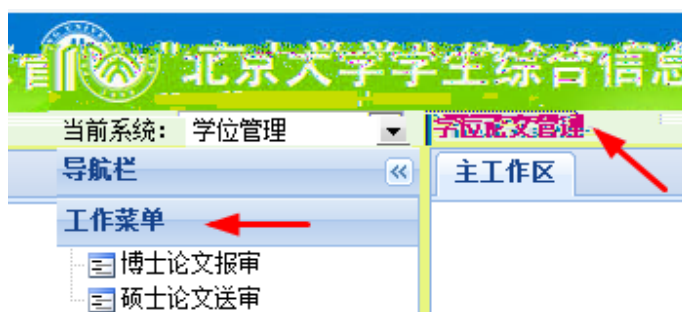 北京大学学生综合信息
当前系统： 学位管理
学位论文管理
导航栏
主工作区
工作菜单
博士论文报审
硕士论文送审